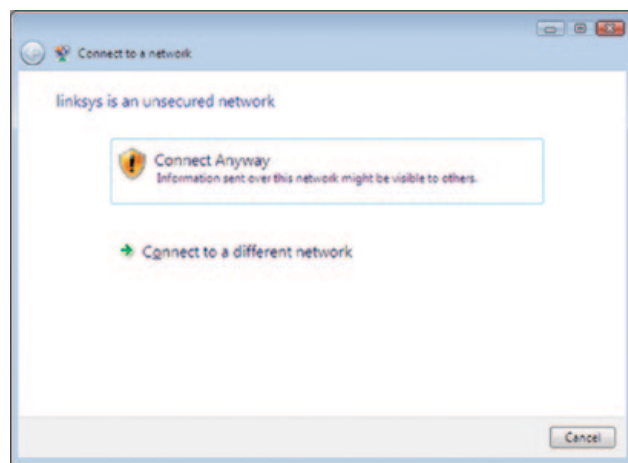 Connect to a network
linksys is an unsecured network
Connect Anyway
Information sent over this network might be visible to others.
Connect to a different network
Cancel